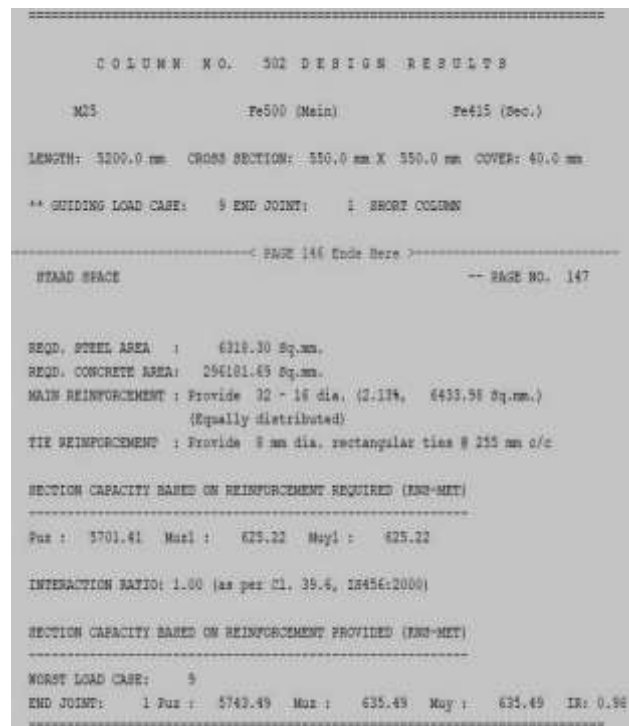 COLUMN NO. 502 DESIGN RESULTS
M25 Fe500 (Main) Fe415 (Sec.)
LENGTH: 3200.0 mm CROSS SECTION: 550.0 mm X 550.0 mm COVER: 40.0 mm
** GUIDING LOAD CASE: 9 END JOINT: 1 SHORT COLUMN
< PAGE 146 Ends Here >
STAAD SPACE -- PAGE NO. 147
REQD. STEEL AREA : 6318.30 Sq.mm.
REQD. CONCRETE AREA: 296181.69 Sq.mm.
MAIN REINFORCEMENT : Provide 32 - 16 dia. (2.13%, 6433.98 Sq.mm.)
(Equally distributed)
TIE REINFORCEMENT : Provide 8 mm dia. rectangular ties @ 255 mm c/c
SECTION CAPACITY BASED ON REINFORCEMENT REQUIRED (KNS-MET)
Puz : 5701.41 Muz1 : 625.22 Muy1 : 625.22
INTERACTION RATIO: 1.00 (as per Cl. 39.6, IS456:2000)
SECTION CAPACITY BASED ON REINFORCEMENT PROVIDED (KNS-MET)
WORST LOAD CASE: 9
END JOINT: 1 Puz : 5743.49 Muz : 635.49 Muy : 635.49 IR: 0.98